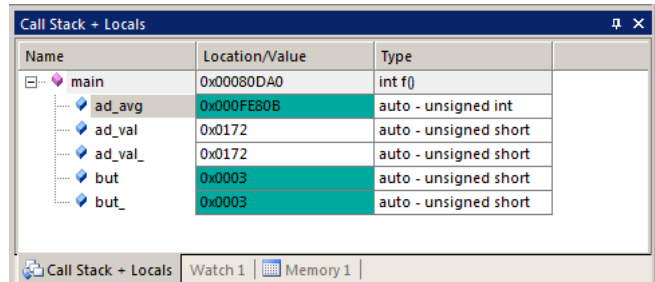 Call Stack + Locals
Name Location/Value Type
main 0x00080DA0 int f()
ad_avg 0x000FE80B auto - unsigned int
ad_val 0x0172 auto - unsigned short
ad_val_ 0x0172 auto - unsigned short
but 0x0003 auto - unsigned short
but_ 0x0003 auto - unsigned short
Call Stack + Locals Watch 1 Memory 1